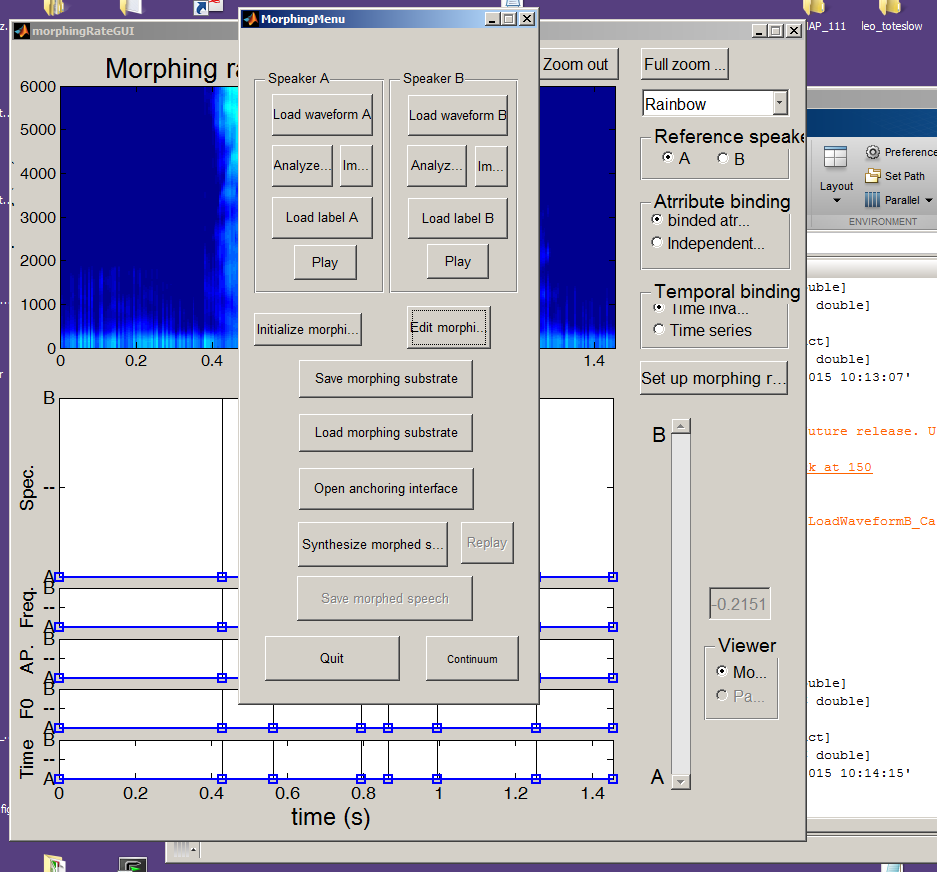 MorphingMenu
morphingRateGUI
IAP_111
leo_toteslow
Morphing ra
Zoom out
Full zoom ...
Rainbow
Reference speake
A
B
Atrribute binding
binded atr...
Independent...
Temporal binding
Time inva...
Time series
Set up morphing r...
B
A
-0.2151
Viewer
Mo...
Pa...
Speaker A
Speaker B
Load waveform A
Load waveform B
Analyze...
Im...
Analyz...
Im...
Load label A
Load label B
Play
Play
Initialize morphi...
Edit morphi...
Save morphing substrate
Load morphing substrate
Open anchoring interface
Synthesize morphed s...
Replay
Save morphed speech
Quit
Continuum
6000
5000
4000
3000
2000
1000
0
0
0.2
0.4
1.4
B
--
A
Spec.
B
--
A
Freq.
B
--
A
AP.
B
--
A
F0
B
--
A
Time
0
0.2
0.4
0.6
0.8
1
1.2
1.4
time (s)
Layout
Preference
Set Path
Parallel
ENVIRONMENT
uble]
double]
ct]
double]
015 10:13:07'
uture release. U
k at 150
LoadWaveformB_Ca
double]
double]
ct]
double]
015 10:14:15'
fig